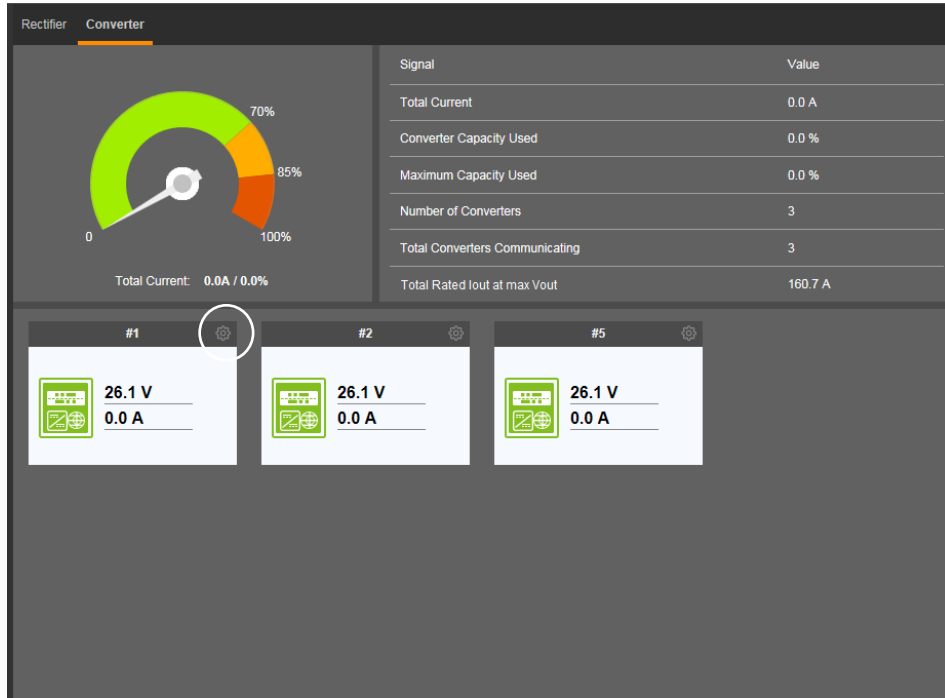 Rectifier Converter
Signal Value
Total Current 0.0 A
Converter Capacity Used 0.0 %
Maximum Capacity Used 0.0 %
Number of Converters 3
Total Converters Communicating 3
Total Rated Iout at max Vout 160.7 A
70%
85%
0
100%
Total Current: 0.0A / 0.0%
#1 #2 #5
26.1 V 26.1 V 26.1 V
0.0 A 0.0 A 0.0 A